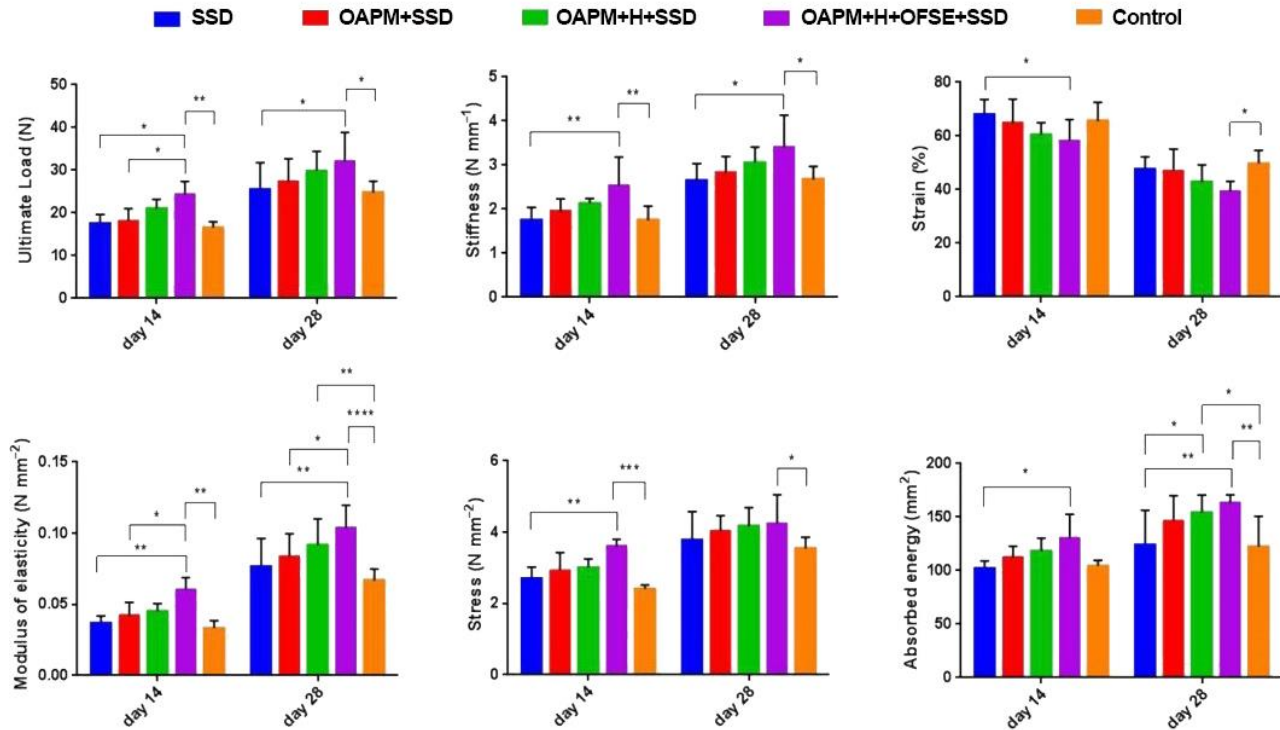 SSD OAPM+SSD OAPM+H+SSD OAPM+H+OFSE+SSD Control
Ultimate Load (N)
50
40
30
20
10
0
* * ** * *
day 14 day 28
Stiffness (N mm⁻¹)
5
4
3
2
1
0
** ** * *
day 14 day 28
Strain (%)
80
60
40
20
0
* *
day 14 day 28
Modulus of elasticity (N mm⁻²)
0.15
0.10
0.05
0.00
** * ** ** * **** **
day 14 day 28
Stress (N mm⁻²)
6
4
2
0
** *** *
day 14 day 28
Absorbed energy (mm²)
200
150
100
50
0
* * ** ** *
day 14 day 28